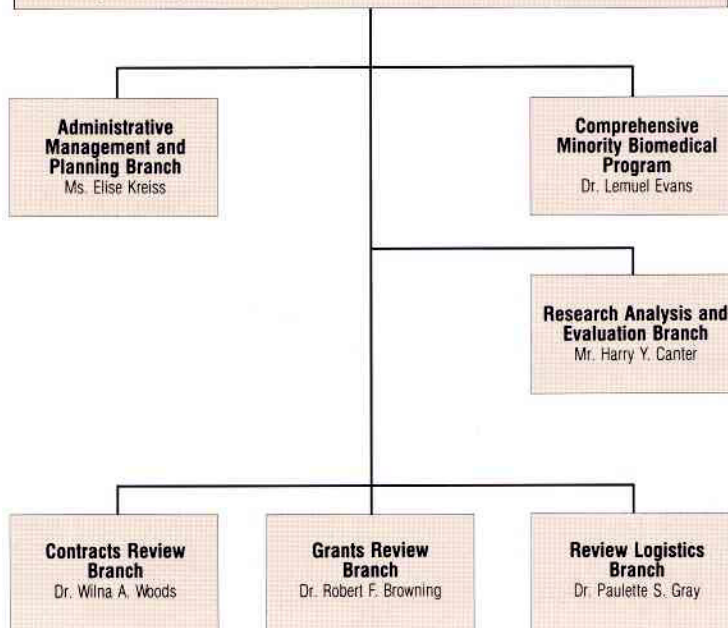 Administrative
Management and
Planning Branch
Ms. Elise Kreiss
Comprehensive
Minority Biomedical
Program
Dr. Lemuel Evans
Research Analysis and
Evaluation Branch
Mr. Harry Y. Canter
Contracts Review
Branch
Dr. Wilna A. Woods
Grants Review
Branch
Dr. Robert F. Browning
Review Logistics
Branch
Dr. Paulette S. Gray